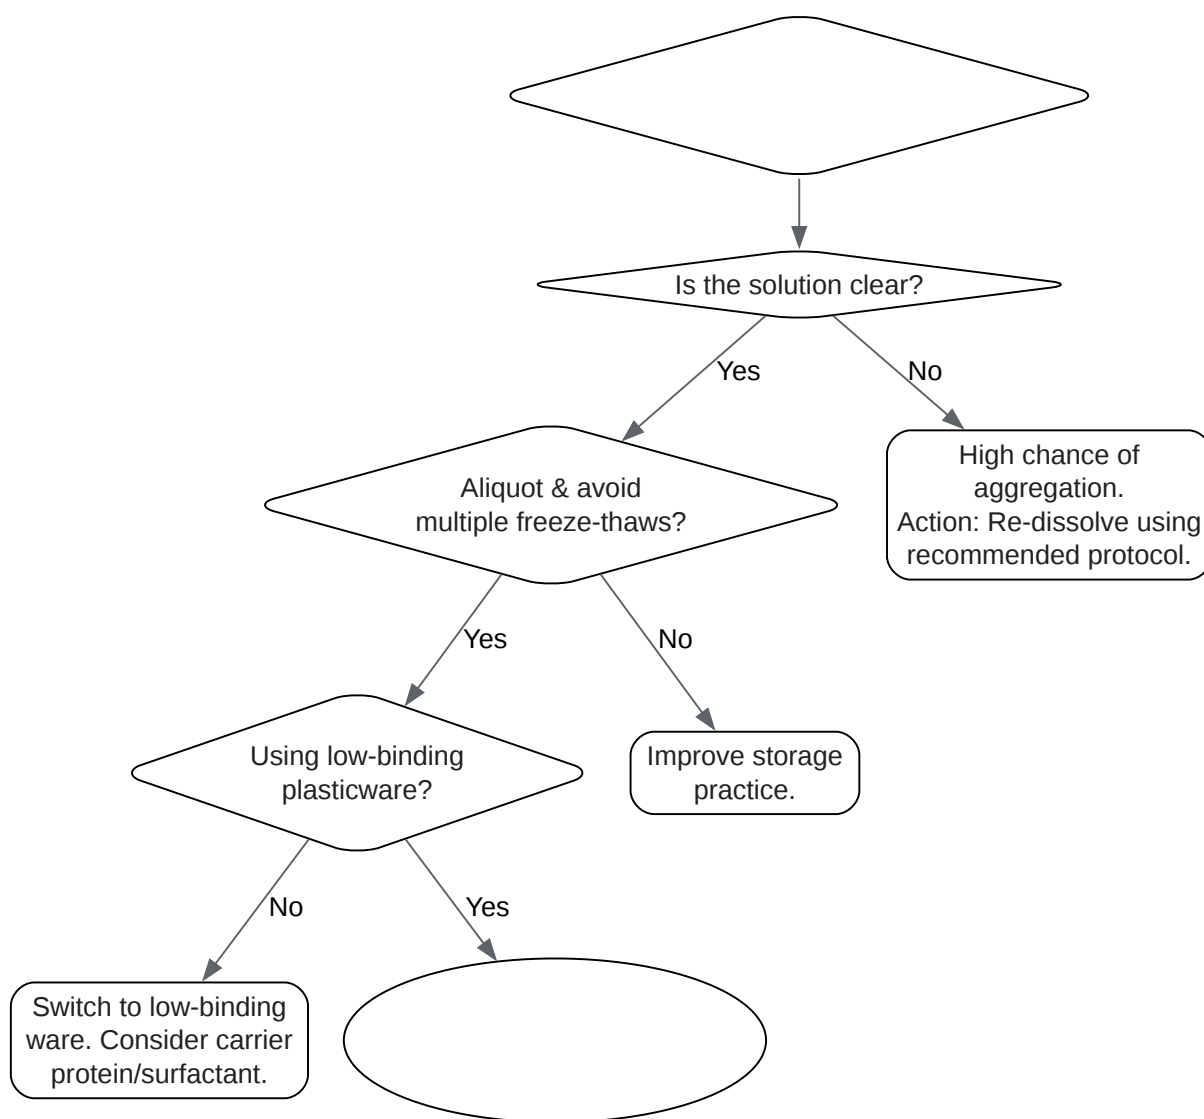 Is the solution clear?
Yes
No
Aliquot & avoid
multiple freeze-thaws?
High chance of
aggregation.
Action: Re-dissolve using
recommended protocol.
Yes
No
Using low-binding
plasticware?
Improve storage
practice.
No
Yes
Switch to low-binding
ware. Consider carrier
protein/surfactant.